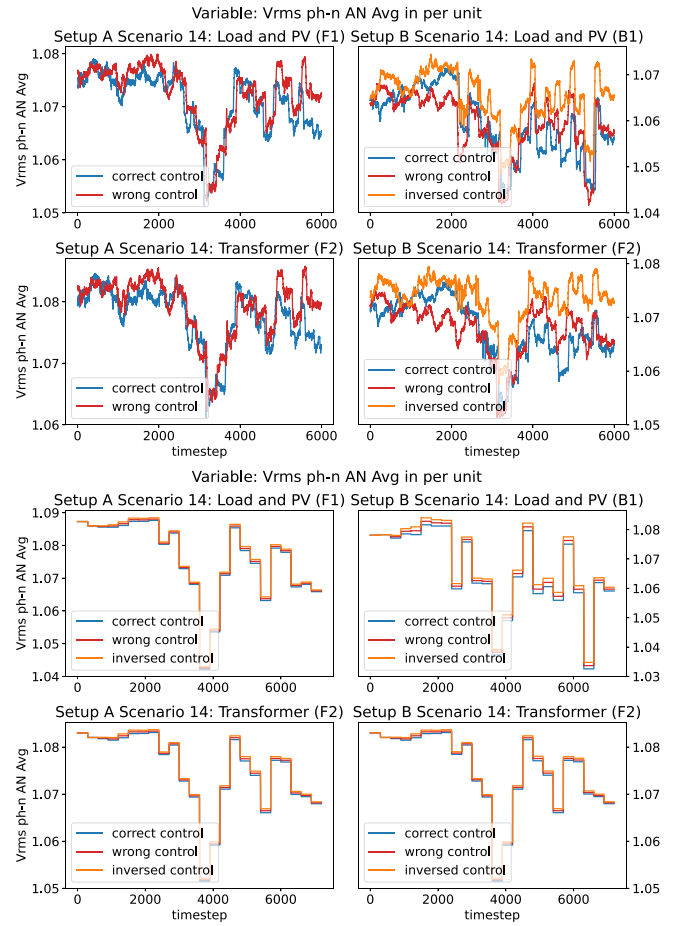 Variable: Vrms ph-n AN Avg in per unit
Setup A Scenario 14: Load and PV (F1) Setup B Scenario 14: Load and PV (B1)
Vrms ph-n AN Avg
1.08
1.07
1.06
1.05
correct control
wrong control
0 2000 4000 6000
1.07
1.06
1.05
1.04
correct control
wrong control
inversed control
0 2000 4000 6000
Setup A Scenario 14: Transformer (F2) Setup B Scenario 14: Transformer (F2)
Vrms ph-n AN Avg
1.08
1.07
1.06
correct control
wrong control
0 2000 4000 6000
timestep
1.08
1.07
1.06
1.05
correct control
wrong control
inversed control
0 2000 4000 6000
timestep
Variable: Vrms ph-n AN Avg in per unit
Setup A Scenario 14: Load and PV (F1) Setup B Scenario 14: Load and PV (B1)
Vrms ph-n AN Avg
1.09
1.08
1.07
1.06
1.05
1.04
correct control
wrong control
inversed control
0 2000 4000 6000
1.08
1.07
1.06
1.05
1.04
1.03
correct control
wrong control
inversed control
0 2000 4000 6000
Setup A Scenario 14: Transformer (F2) Setup B Scenario 14: Transformer (F2)
Vrms ph-n AN Avg
1.08
1.07
1.06
1.05
correct control
wrong control
inversed control
0 2000 4000 6000
timestep
1.08
1.07
1.06
1.05
correct control
wrong control
inversed control
0 2000 4000 6000
timestep